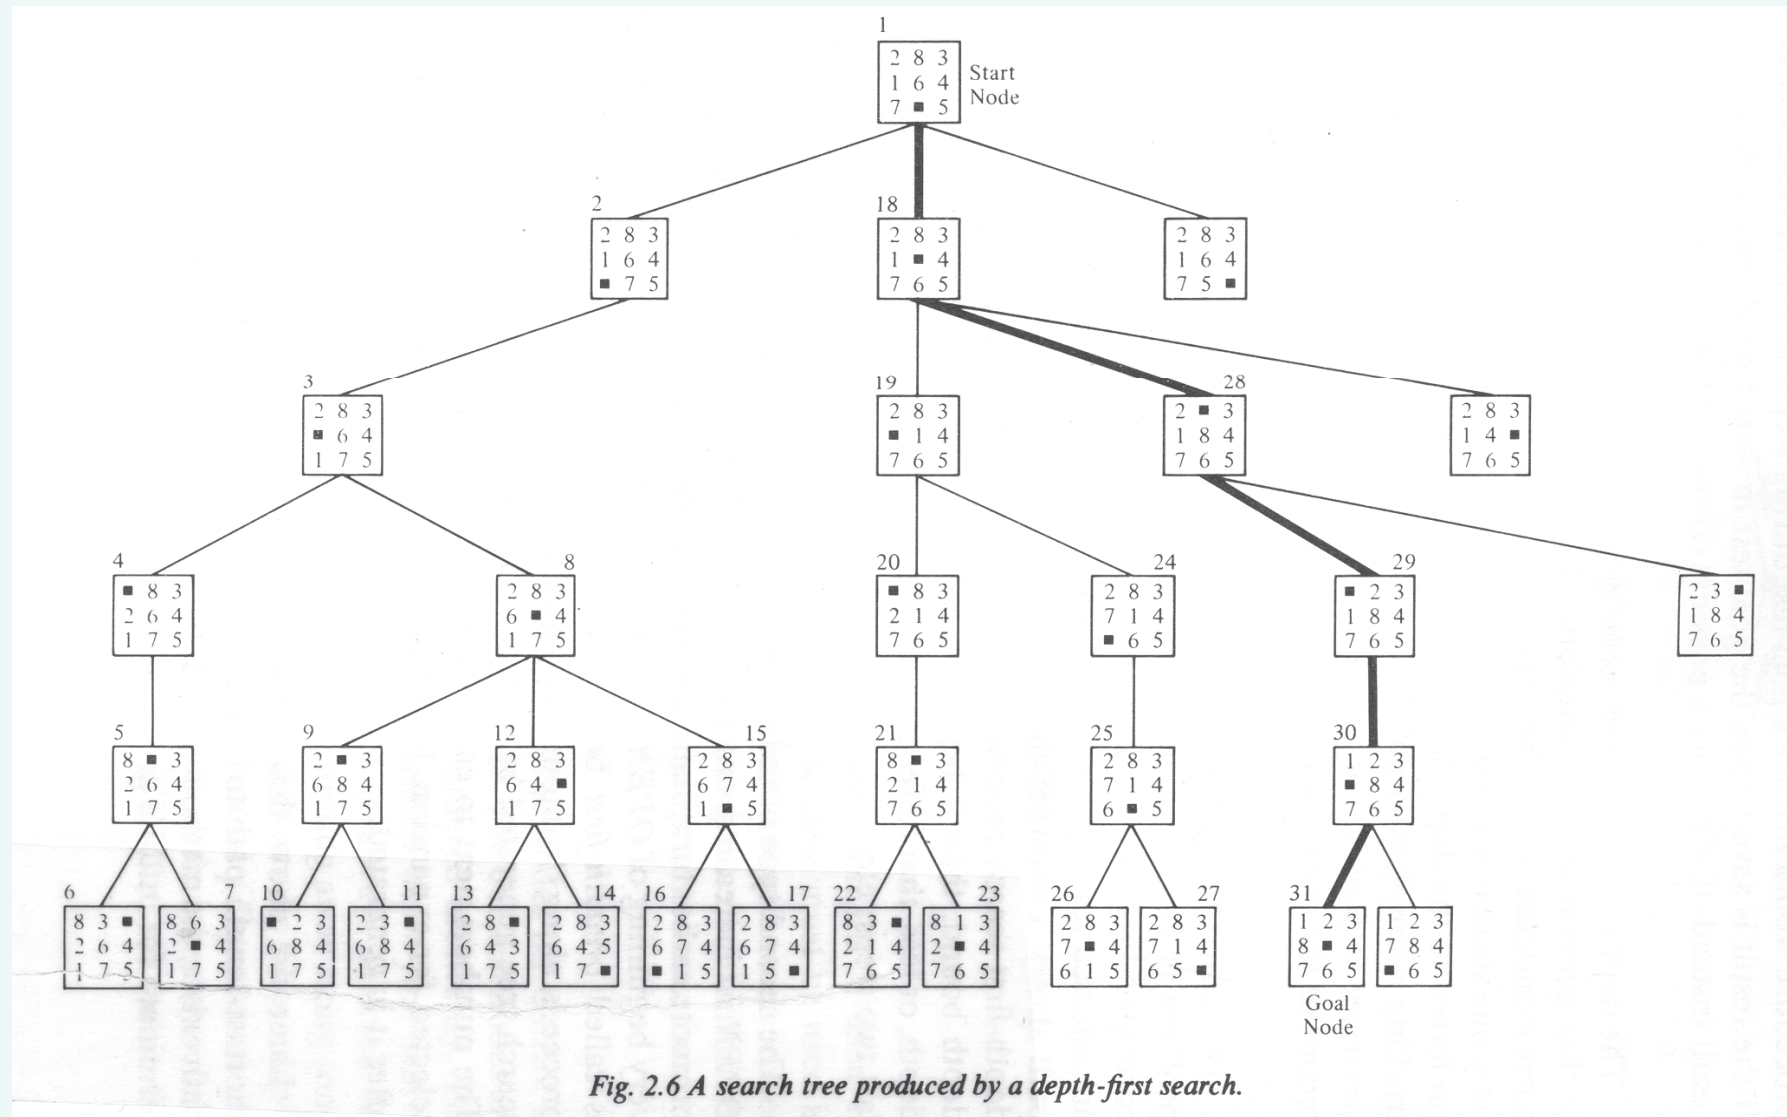 1
2 8 3
1 6 4
7 ■ 5
Start
Node
2
2 8 3
1 6 4
■ 7 5
18
2 8 3
1 ■ 4
7 6 5
2 8 3
1 6 4
7 5 ■
3
2 8 3
■ 6 4
1 7 5
19
2 8 3
■ 1 4
7 6 5
28
2 ■ 3
1 8 4
7 6 5
2 8 3
1 4 ■
7 6 5
4
■ 8 3
2 6 4
1 7 5
8
2 8 3
6 ■ 4
1 7 5
20
■ 8 3
2 1 4
7 6 5
24
2 8 3
7 1 4
■ 6 5
29
■ 2 3
1 8 4
7 6 5
2 3 ■
1 8 4
7 6 5
5
8 ■ 3
2 6 4
1 7 5
9
2 ■ 3
6 8 4
1 7 5
12
2 8 3
6 4 ■
1 7 5
15
2 8 3
6 7 4
1 ■ 5
21
8 ■ 3
2 1 4
7 6 5
25
2 8 3
7 1 4
6 ■ 5
30
1 2 3
■ 8 4
7 6 5
6
8 3 ■
2 6 4
1 7 5
7
8 6 3
2 ■ 4
1 7 5
10
■ 2 3
6 8 4
1 7 5
11
2 3 ■
6 8 4
1 7 5
13
2 8 ■
6 4 3
1 7 5
14
2 8 3
6 4 5
1 7 ■
16
2 8 3
6 7 4
■ 1 5
17
2 8 3
6 7 4
1 5 ■
22
8 3 ■
2 1 4
7 6 5
23
8 1 3
2 ■ 4
7 6 5
26
2 8 3
7 ■ 4
6 1 5
27
2 8 3
7 1 4
6 5 ■
31
1 2 3
8 ■ 4
7 6 5
1 2 3
7 8 4
■ 6 5
Goal
Node
Fig. 2.6 A search tree produced by a depth-first search.